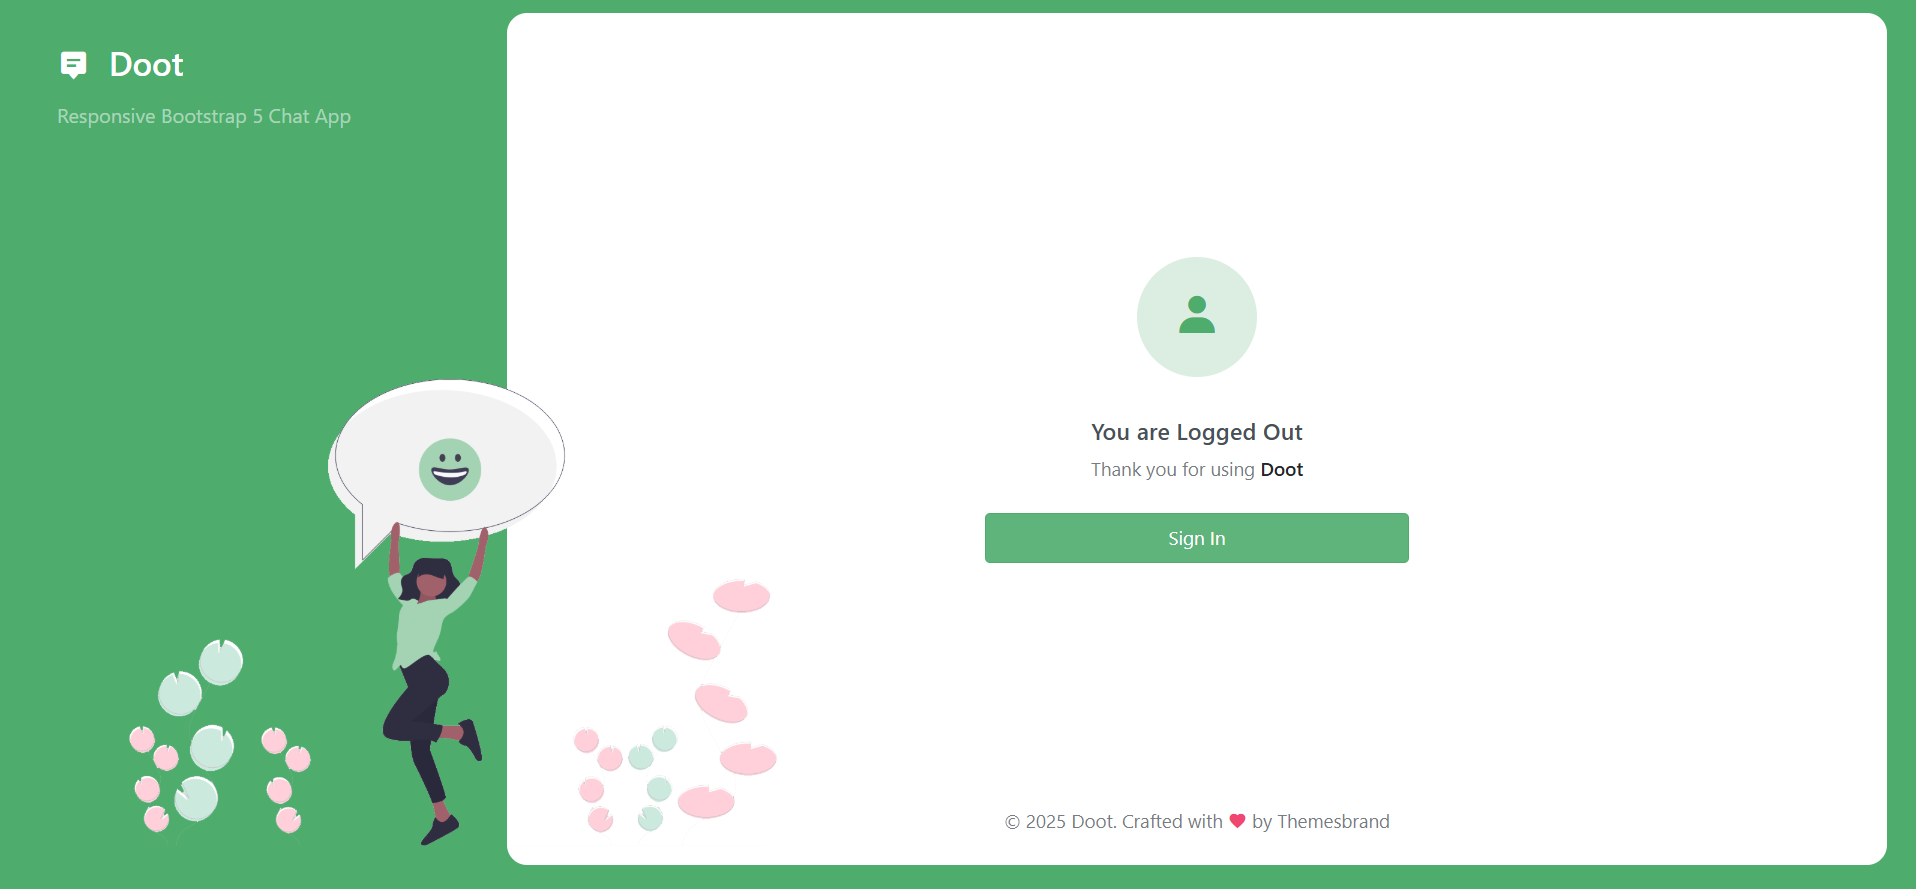 Doot
Responsive Bootstrap 5 Chat App
You are Logged Out
Thank you for using Doot
Sign In
© 2025 Doot. Crafted with ❤ by Themesbrand